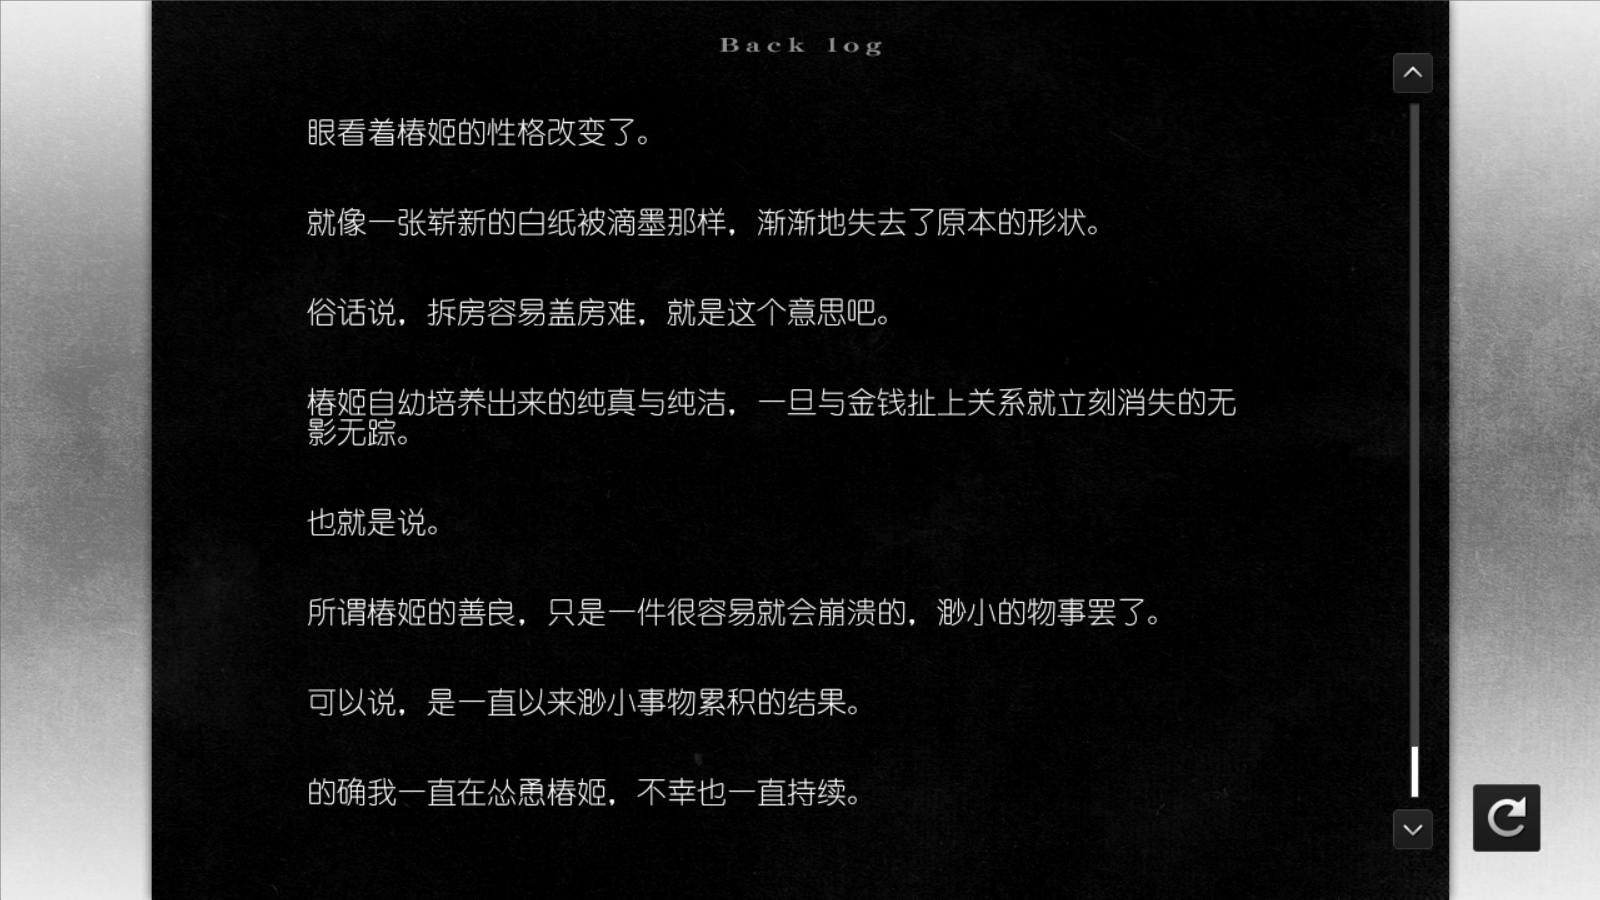 Back log
眼看着椿姬的性格改变了。
就像一张崭新的白纸被滴墨那样，渐渐地失去了原本的形状。
俗话说，拆房容易盖房难，就是这个意思吧。
椿姬自幼培养出来的纯真与纯洁，一旦与金钱扯上关系就立刻消失的无
影无踪。
也就是说。
所谓椿姬的善良，只是一件很容易就会崩溃的，渺小的物事罢了。
可以说，是一直以来渺小事物累积的结果。
的确我一直在怂恿椿姬，不幸也一直持续。